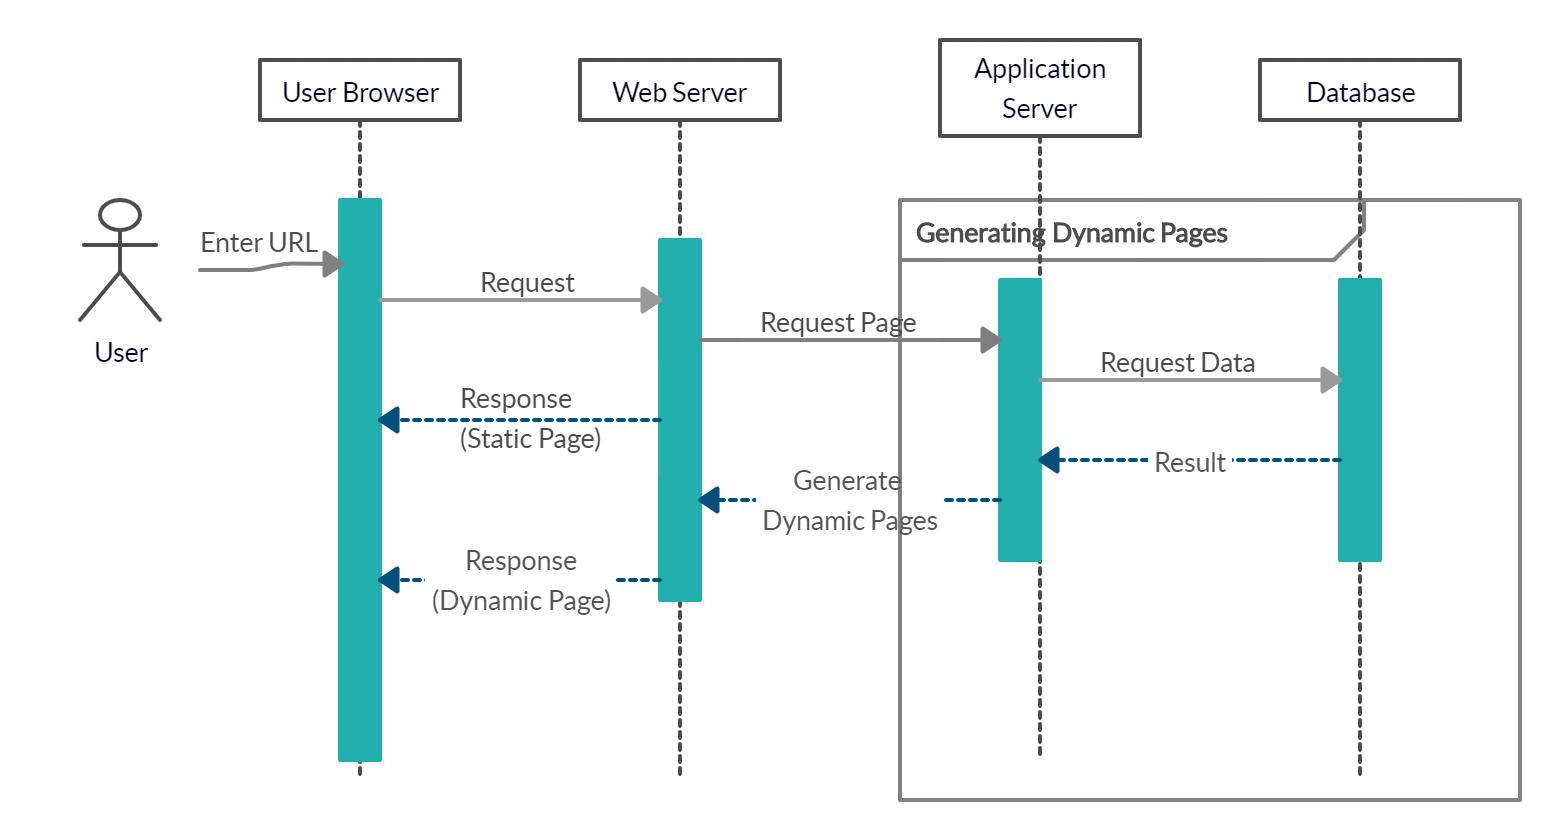 User Browser
Web Server
Application
Server
Database
Generating Dynamic Pages
Enter URL
User
Request
Request Page
Request Data
Response
(Static Page)
Result
Generate
Dynamic Pages
Response
(Dynamic Page)